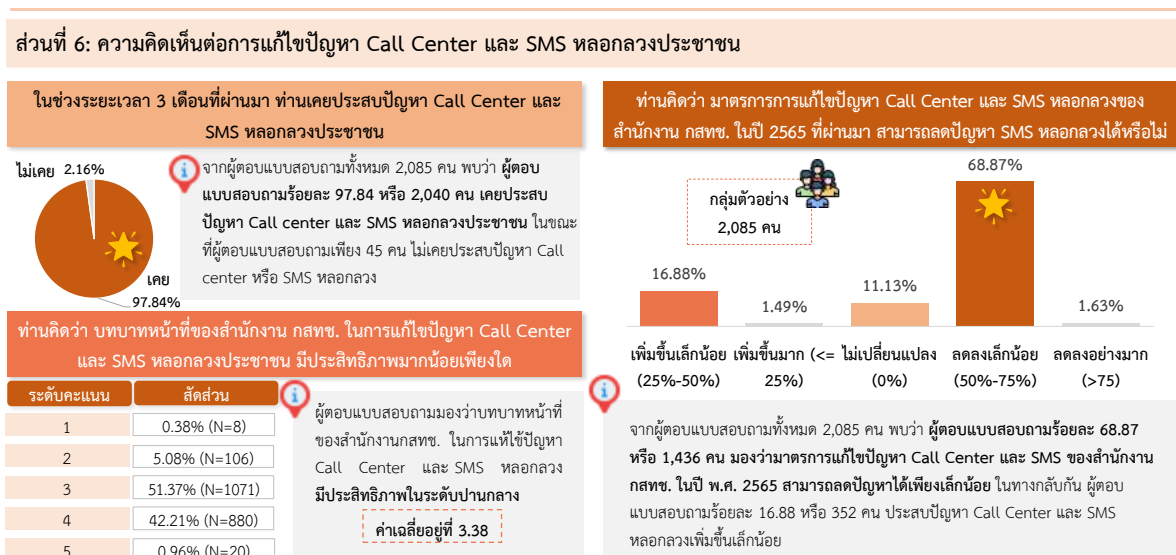 ส่วนที่ 6: ความคิดเห็นต่อการแก้ไขปัญหา Call Center และ SMS หลอกลวงประชาชน
ในช่วงระยะเวลา 3 เดือนที่ผ่านมา ท่านเคยประสบปัญหา Call Center และ
SMS หลอกลวงประชาชน
ไม่เคย 2.16%
เคย
97.84%
จากผู้ตอบแบบสอบถามทั้งหมด 2,085 คน พบว่า ผู้ตอบ
แบบสอบถามร้อยละ 97.84 หรือ 2,040 คน เคยประสบ
ปัญหา Call center และ SMS หลอกลวงประชาชน ในขณะ
ที่ผู้ตอบแบบสอบถามเพียง 45 คน ไม่เคยประสบปัญหา Call
center หรือ SMS หลอกลวง
ท่านคิดว่า บทบาทหน้าที่ของสำนักงาน กสทช. ในการแก้ไขปัญหา Call Center
และ SMS หลอกลวงประชาชน มีประสิทธิภาพมากน้อยเพียงใด
ระดับคะแนน สัดส่วน
1 0.38% (N=8)
2 5.08% (N=106)
3 51.37% (N=1071)
4 42.21% (N=880)
5 0.96% (N=20)
ผู้ตอบแบบสอบถามมองว่าบทบาทหน้าที่
ของสำนักงานกสทช. ในการแห้ไข้ปัญหา
Call Center และ SMS หลอกลวง
มีประสิทธิภาพในระดับปานกลาง
ค่าเฉลี่ยอยู่ที่ 3.38
ท่านคิดว่า มาตรการการแก้ไขปัญหา Call Center และ SMS หลอกลวงของ
สำนักงาน กสทช. ในปี 2565 ที่ผ่านมา สามารถลดปัญหา SMS หลอกลวงได้หรือไม่
กลุ่มตัวอย่าง
2,085 คน
16.88%
1.49%
11.13%
68.87%
1.63%
เพิ่มขึ้นเล็กน้อย เพิ่มขึ้นมาก (<= ไม่เปลี่ยนแปลง ลดลงเล็กน้อย ลดลงอย่างมาก
(25%-50%) 25%) (0%) (50%-75%) (>75)
จากผู้ตอบแบบสอบถามทั้งหมด 2,085 คน พบว่า ผู้ตอบแบบสอบถามร้อยละ 68.87
หรือ 1,436 คน มองว่ามาตรการแก้ไขปัญหา Call Center และ SMS ของสำนักงาน
กสทช. ในปี พ.ศ. 2565 สามารถลดปัญหาได้เพียงเล็กน้อย ในทางกลับกัน ผู้ตอบ
แบบสอบถามร้อยละ 16.88 หรือ 352 คน ประสบปัญหา Call Center และ SMS
หลอกลวงเพิ่มขึ้นเล็กน้อย